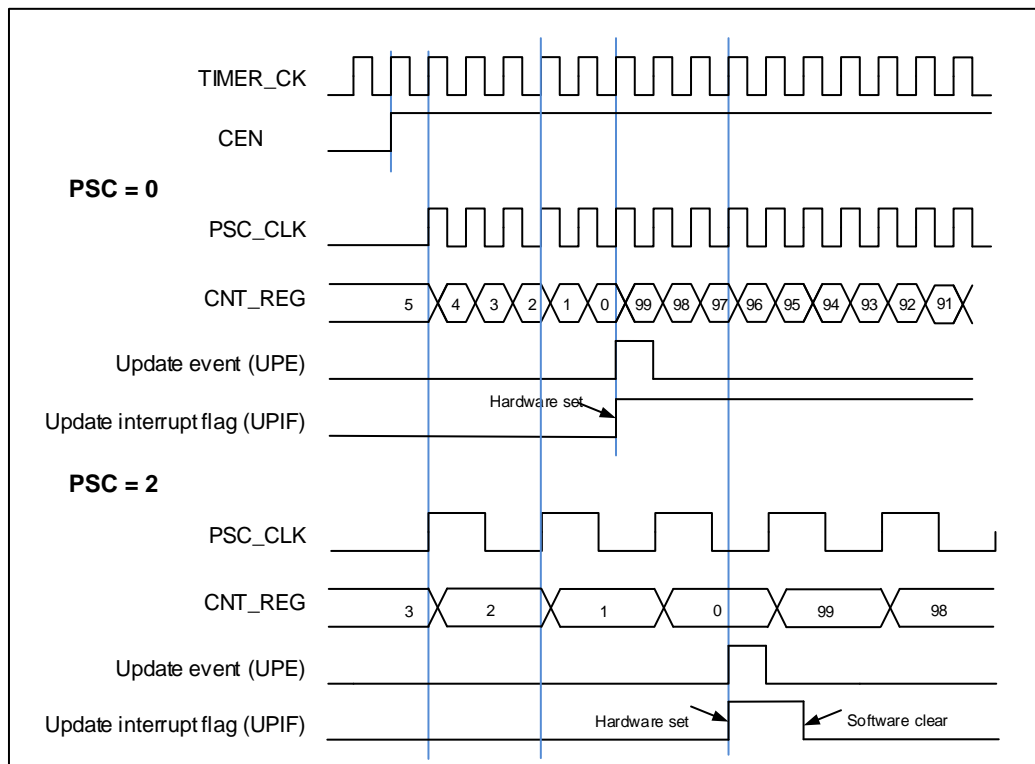 TIMER_CK
CEN
PSC = 0
PSC_CLK
CNT_REG 5 4 3 2 1 0 99 98 97 96 95 94 93 92 91
Update event (UPE)
Hardware set
Update interrupt flag (UPIF)
PSC = 2
PSC_CLK
CNT_REG 3 2 1 0 99 98
Update event (UPE)
Update interrupt flag (UPIF) Hardware set Software clear